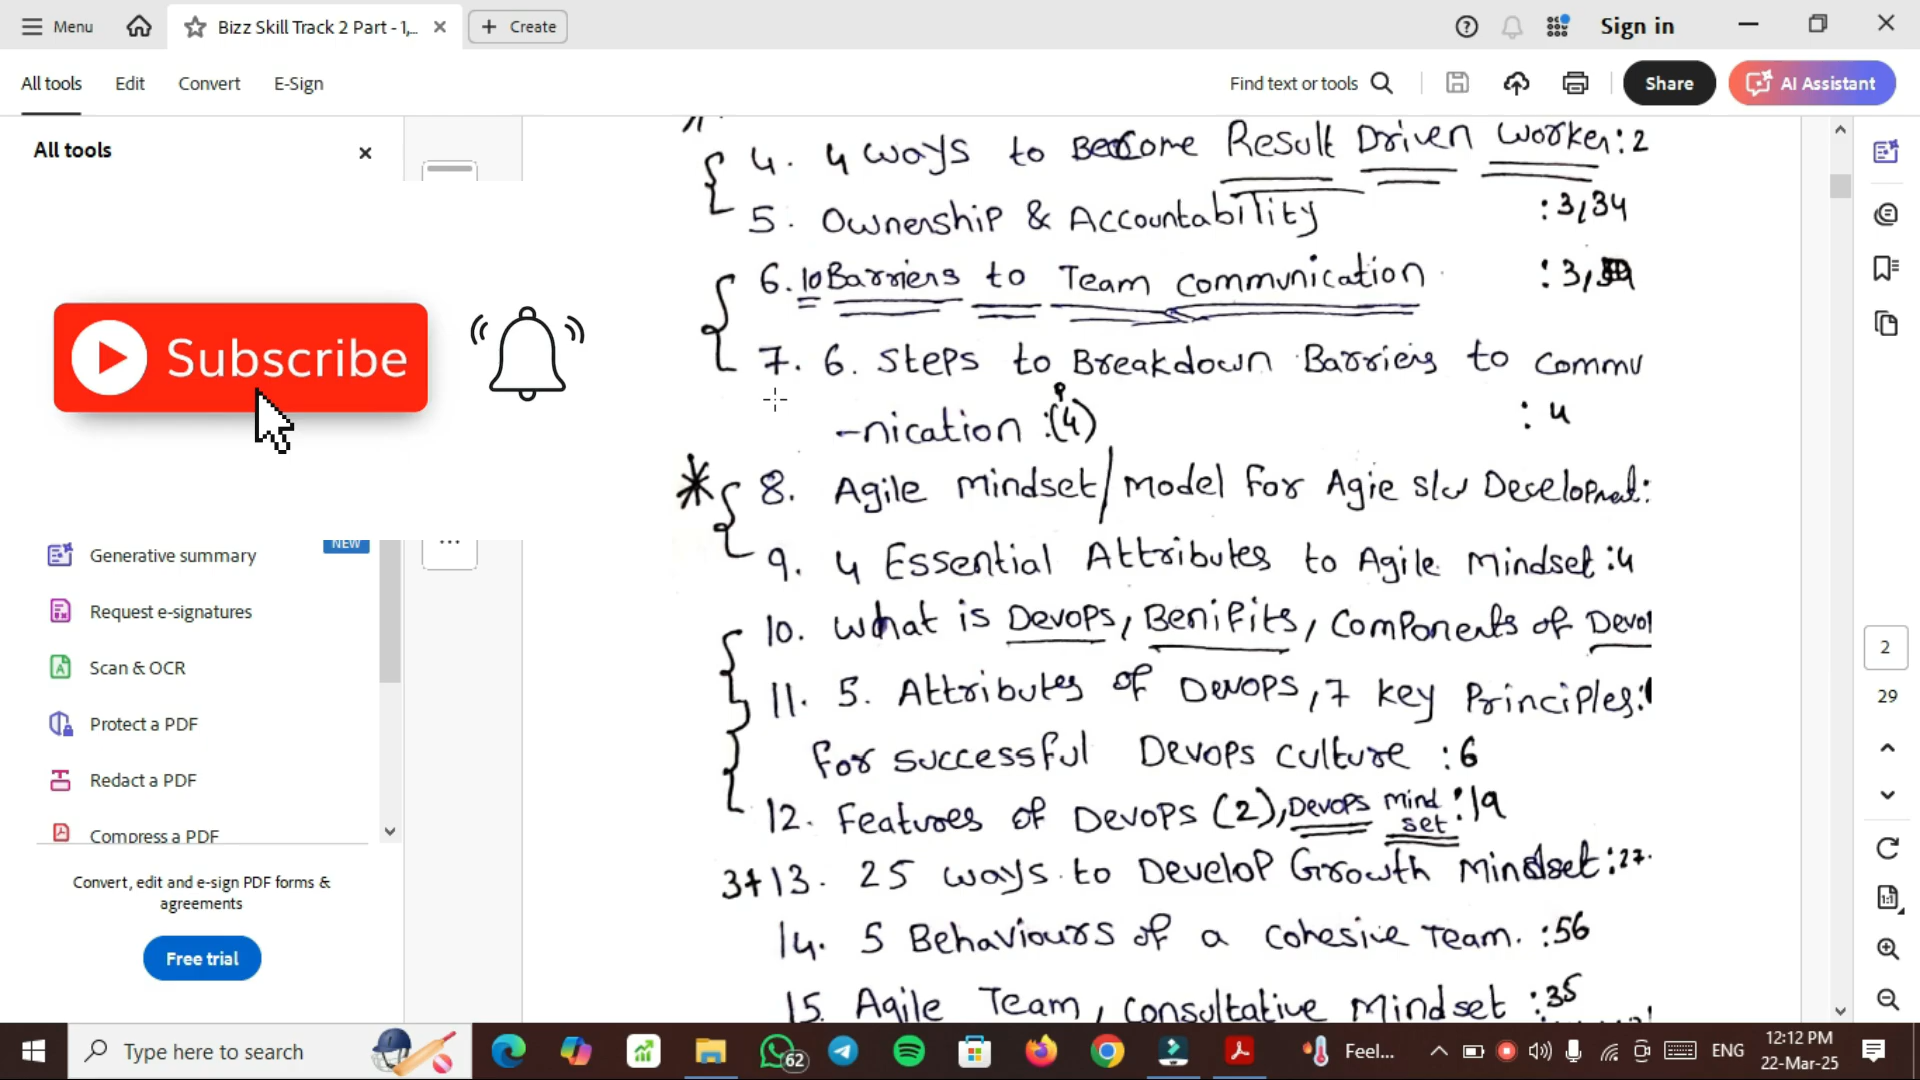 Menu
Bizz Skill Track 2 Part - 1,...
Create
Sign in
All tools
Edit
Convert
E-Sign
Find text or tools
Share
AI Assistant
All tools
Subscribe
NEW
Generative summary
Request e-signatures
Scan & OCR
Protect a PDF
Redact a PDF
Compress a PDF
Convert, edit and e-sign PDF forms &
agreements
Free trial
4. 4 ways to Become Result Driven Worker:2
5. Ownership & Accountability :3,34
6. 10 Barriers to Team communication :3,
7. 6. Steps to Breakdown Barriers to commu
-nication :(4) : 4
8. Agile Mindset/Model For Agie s/w Development:
9. 4 Essential Attributes to Agile Mindset:4
10. What is Devops, Benifits, Components of
11. 5. Attributes of Devops, 7 key Principles:
For successful Devops culture :6
12. Features of Devops (2), Devops mind set :19
3+13. 25 ways to Develop Growth Mindset:27.
14. 5 Behaviours of a cohesive Team. :56
15. Agile Team, consultative Mindset :35
2
29
Type here to search
62
Feel...
ENG
12:12 PM
22-Mar-25